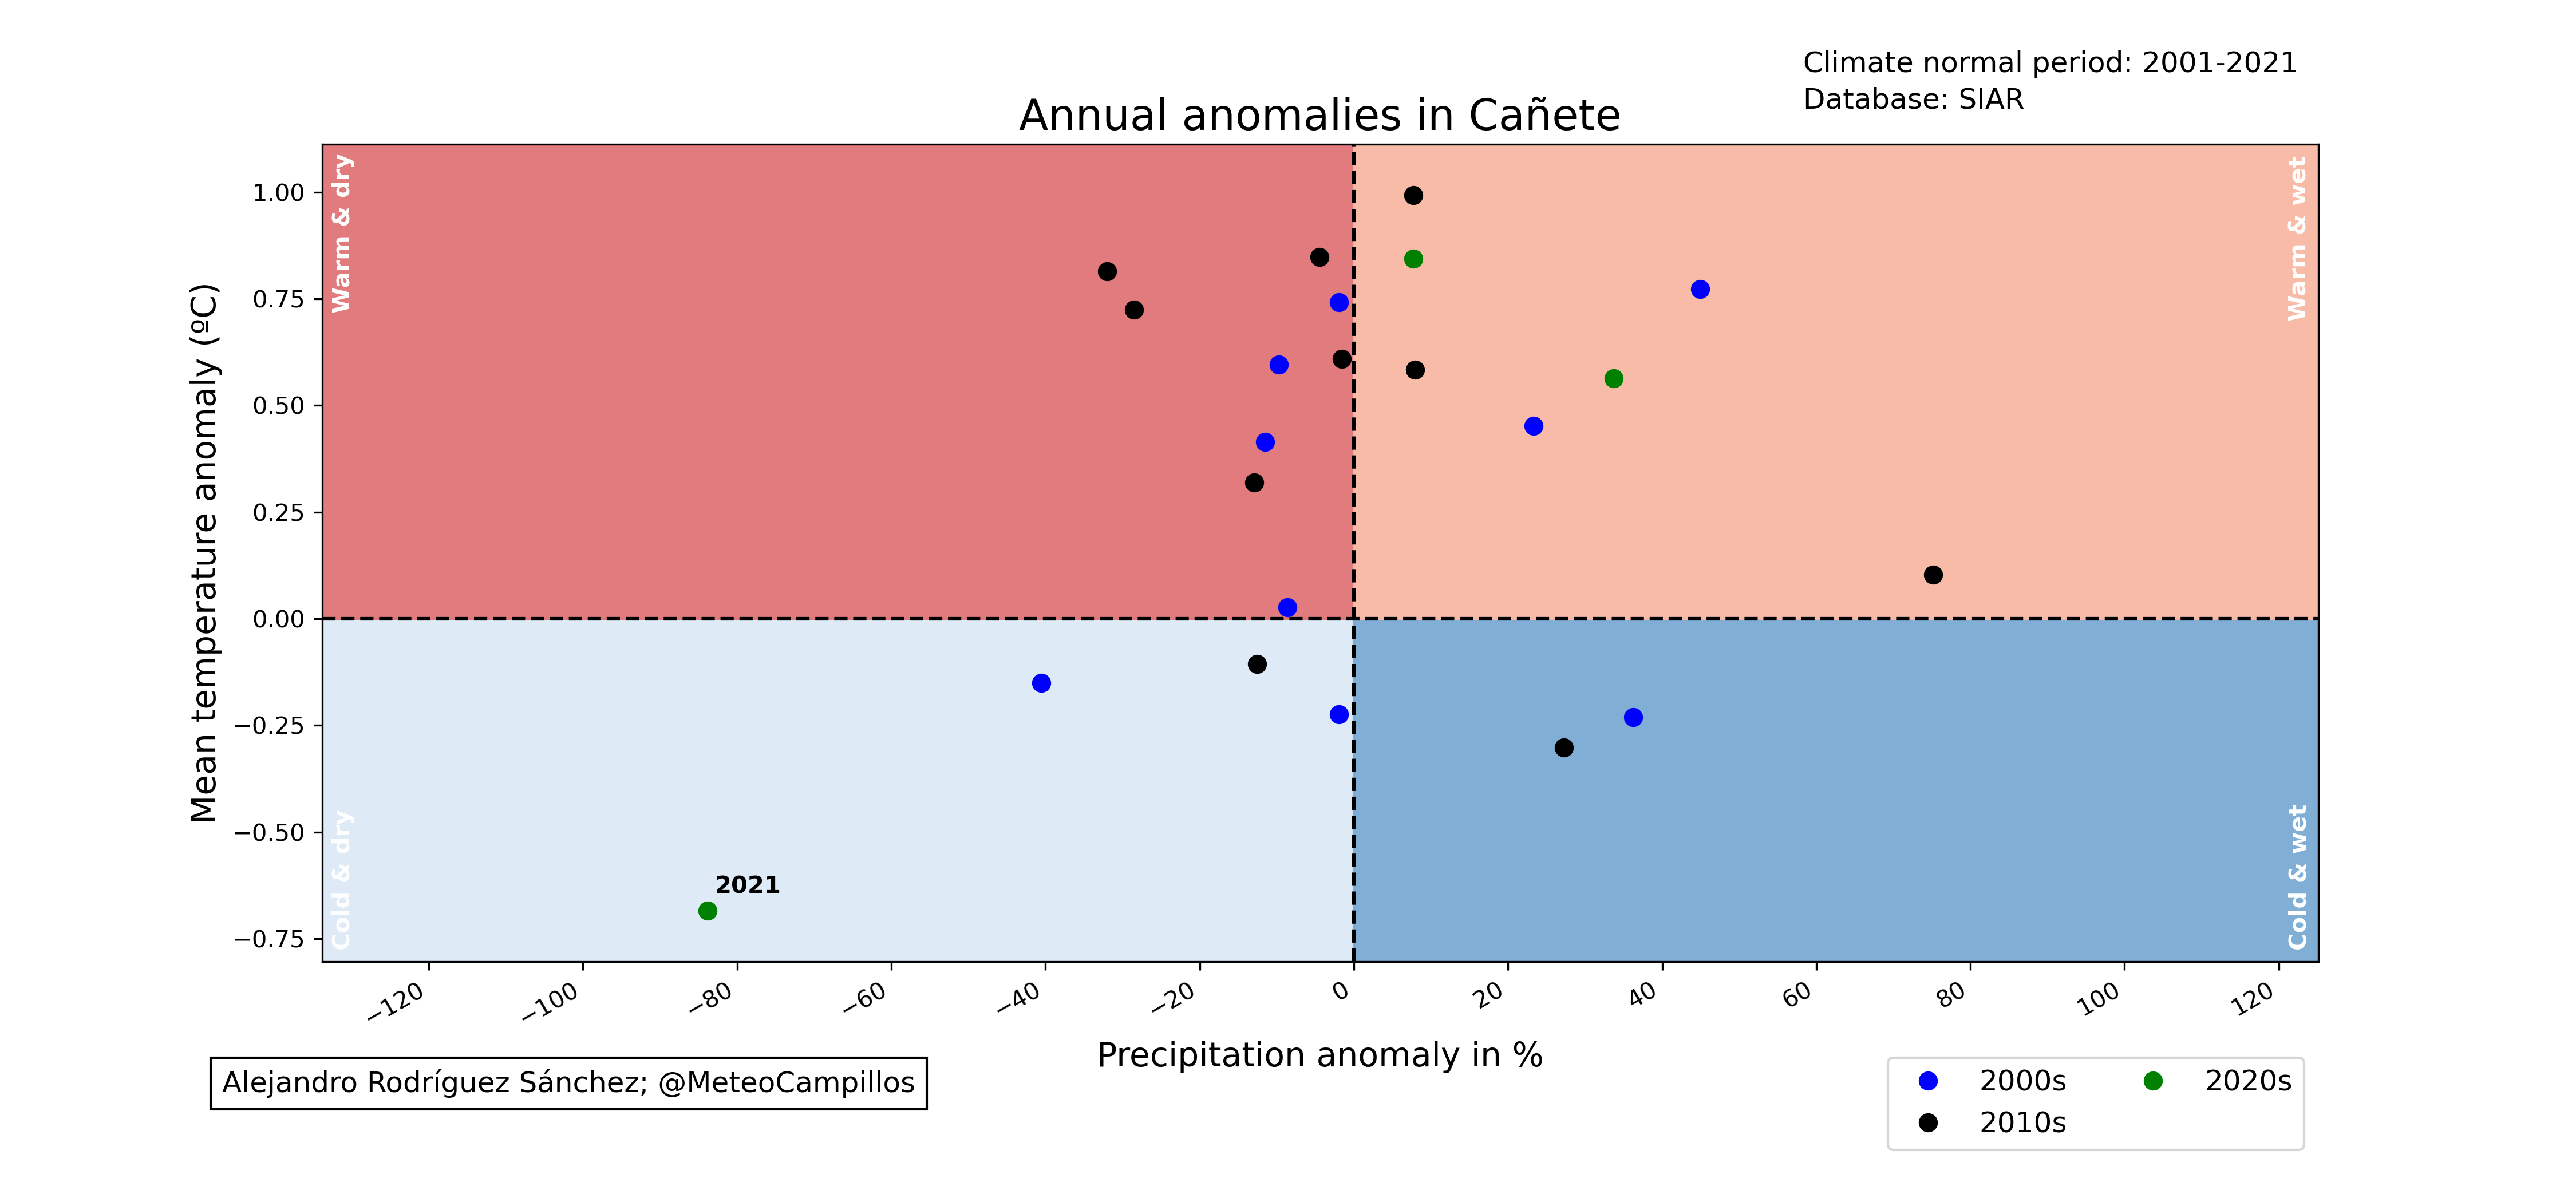 Climate normal period: 2001-2021
Database: SIAR
Annual anomalies in Cañete
Warm & dry
Warm & wet
Cold & dry
Cold & wet
Mean temperature anomaly (ºC)
1.00
0.75
0.50
0.25
0.00
−0.25
−0.50
−0.75
2021
−120
−100
−80
−60
−40
−20
0
20
40
60
80
100
120
Precipitation anomaly in %
Alejandro Rodríguez Sánchez; @MeteoCampillos
2000s
2010s
2020s